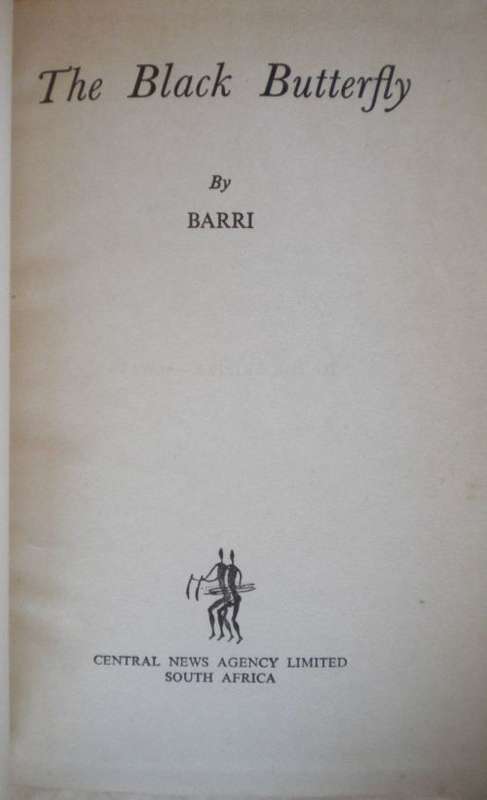 The Black Butterfly
By
BARRI
CENTRAL NEWS AGENCY LIMITED
SOUTH AFRICA